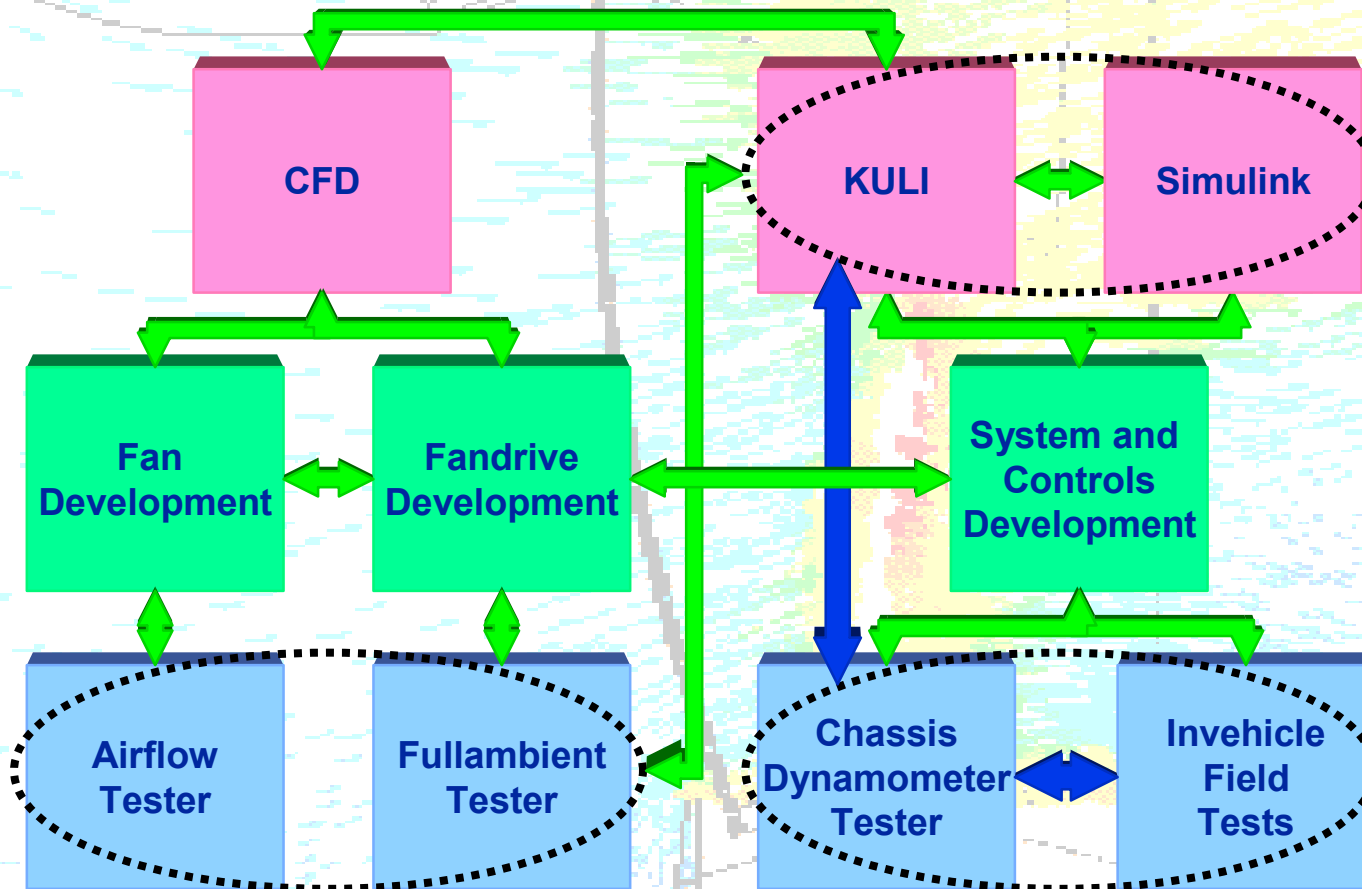 CFD
KULI
Simulink
Fan
Development
Fandrive
Development
System and
Controls
Development
Airflow
Tester
Fullambient
Tester
Chassis
Dynamometer
Tester
Invehicle
Field
Tests